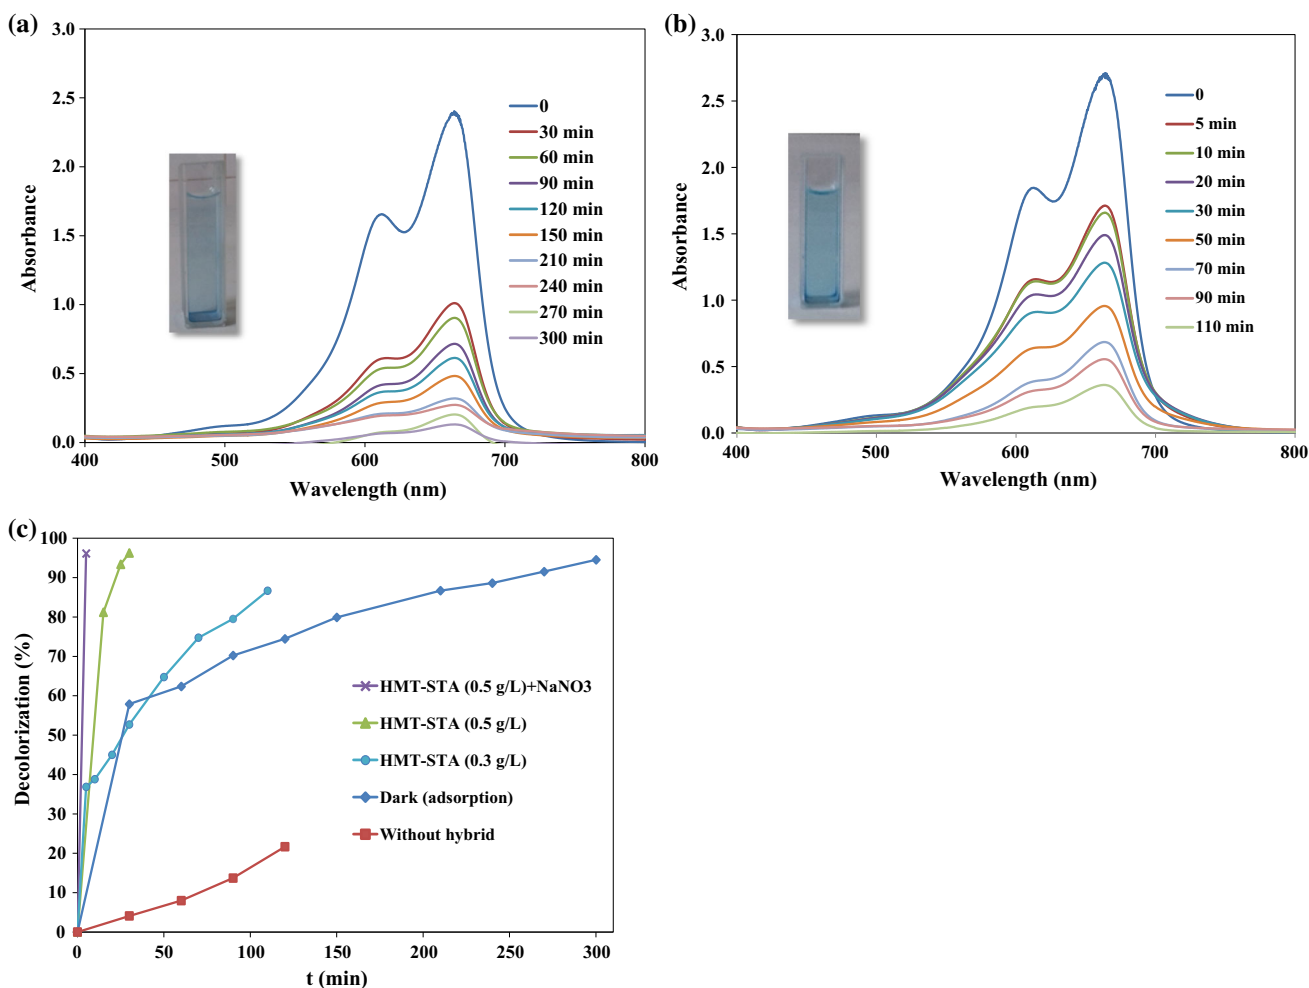 (a)
3.0
2.5
2.0
1.5
1.0
0.5
0.0
Absorbance
400
500
600
700
800
Wavelength (nm)
0
30 min
60 min
90 min
120 min
150 min
210 min
240 min
270 min
300 min
(b)
3.0
2.5
2.0
1.5
1.0
0.5
0.0
Absorbance
400
500
600
700
800
Wavelength (nm)
0
5 min
10 min
20 min
30 min
50 min
70 min
90 min
110 min
(c)
100
90
80
70
60
50
40
30
20
10
0
Decolorization (%)
0
50
100
150
200
250
300
t (min)
HMT-STA (0.5 g/L)+NaNO3
HMT-STA (0.5 g/L)
HMT-STA (0.3 g/L)
Dark (adsorption)
Without hybrid